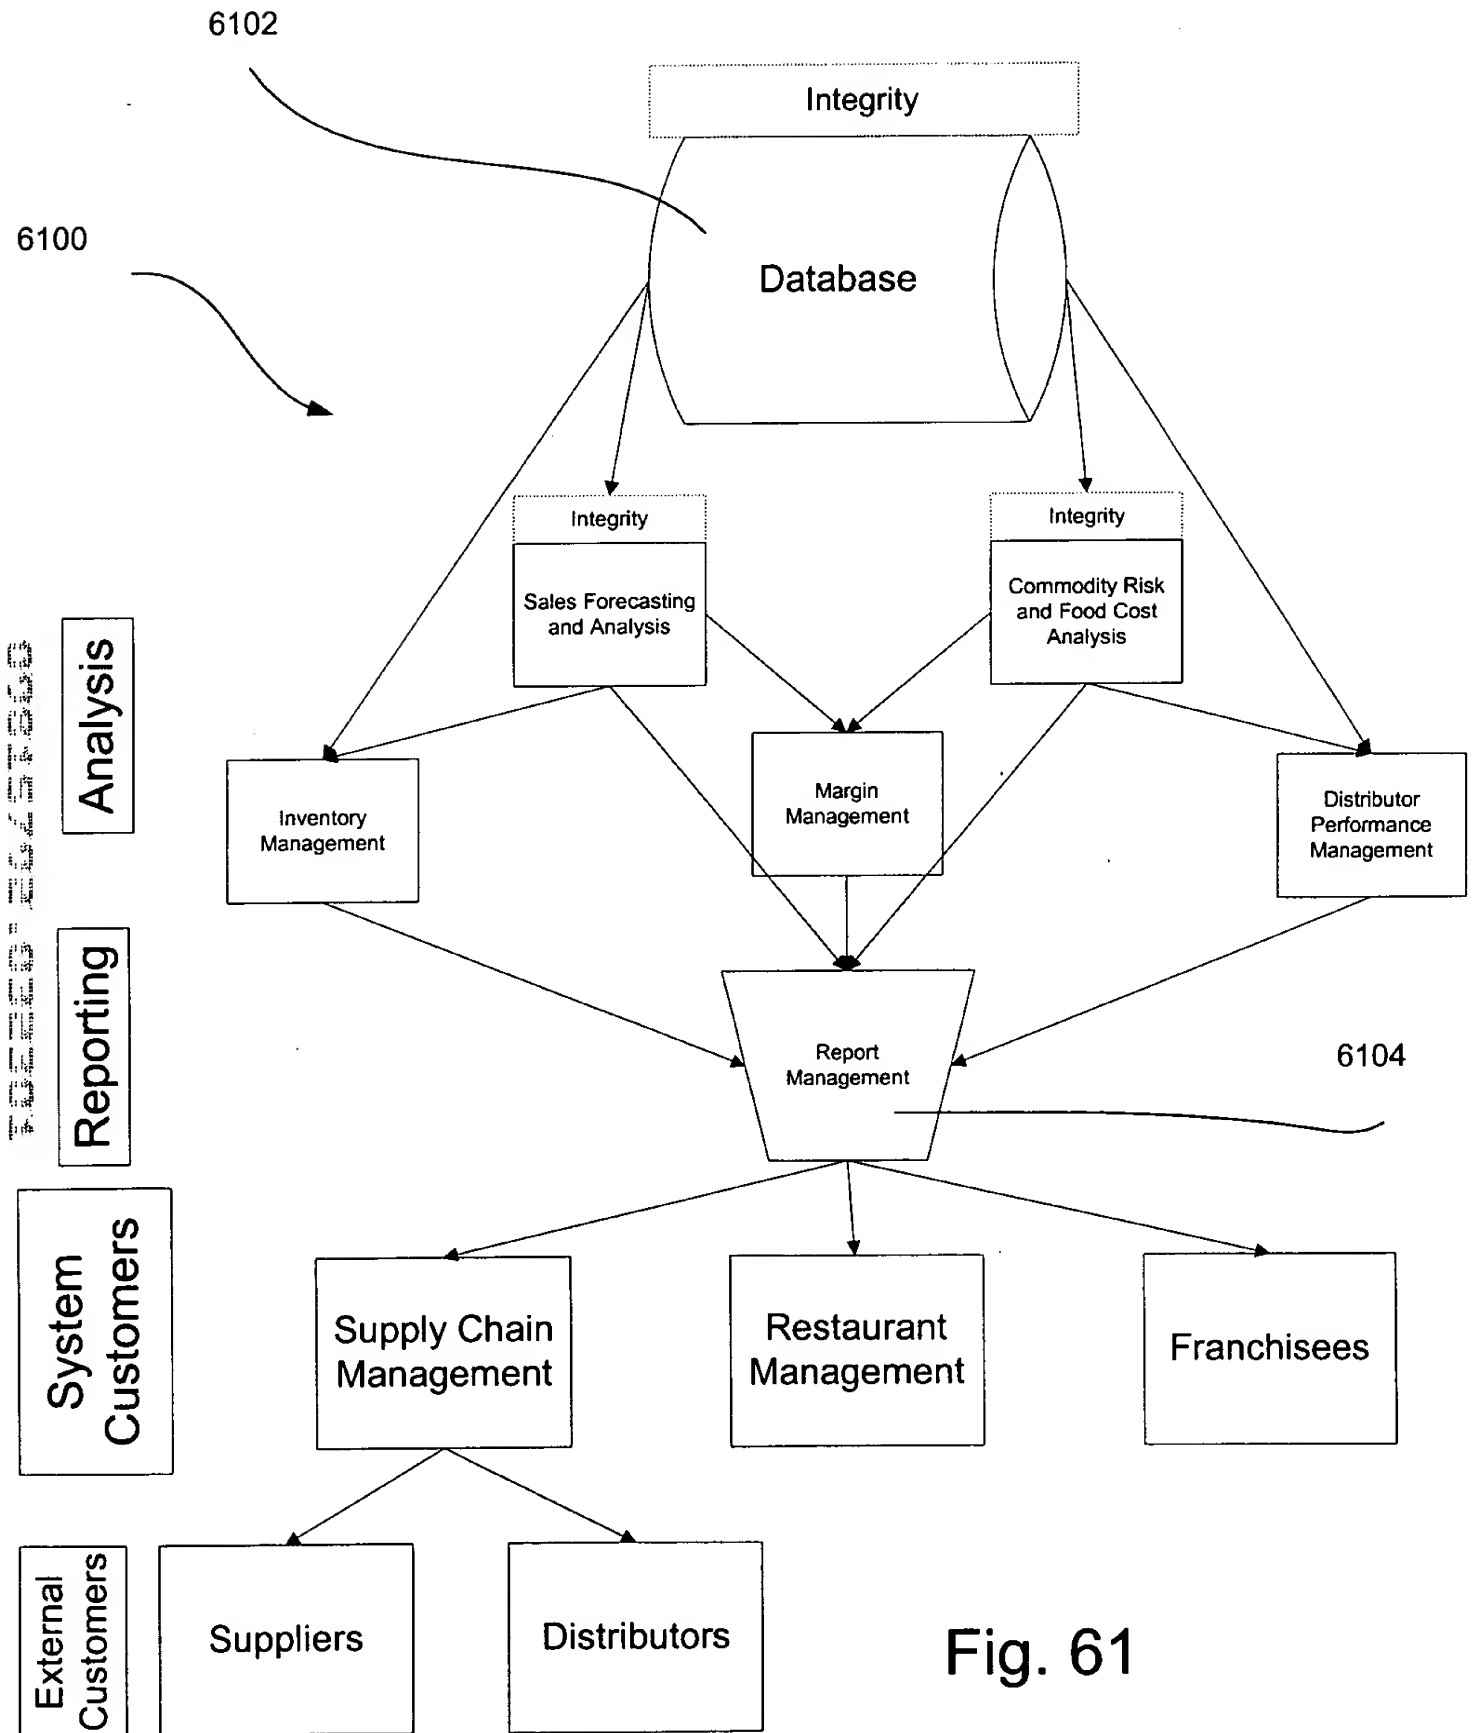 6102
Integrity
6100
Database
Integrity
Integrity
Sales Forecasting
and Analysis
Commodity Risk
and Food Cost
Analysis
Analysis
Inventory
Management
Margin
Management
Distributor
Performance
Management
Reporting
Report
Management
6104
System
Customers
Supply Chain
Management
Restaurant
Management
Franchisees
External
Customers
Suppliers
Distributors
Fig. 61